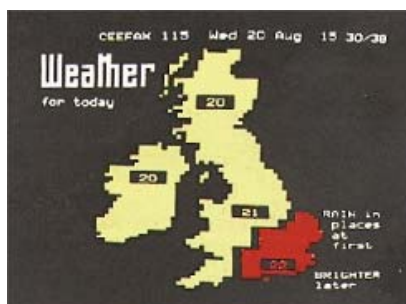 CEEFAX 115 Wed 20 Aug 15 30/38
Weather
for today
20
20
21
RAIN in
places
at
first
BRIGHTER
later